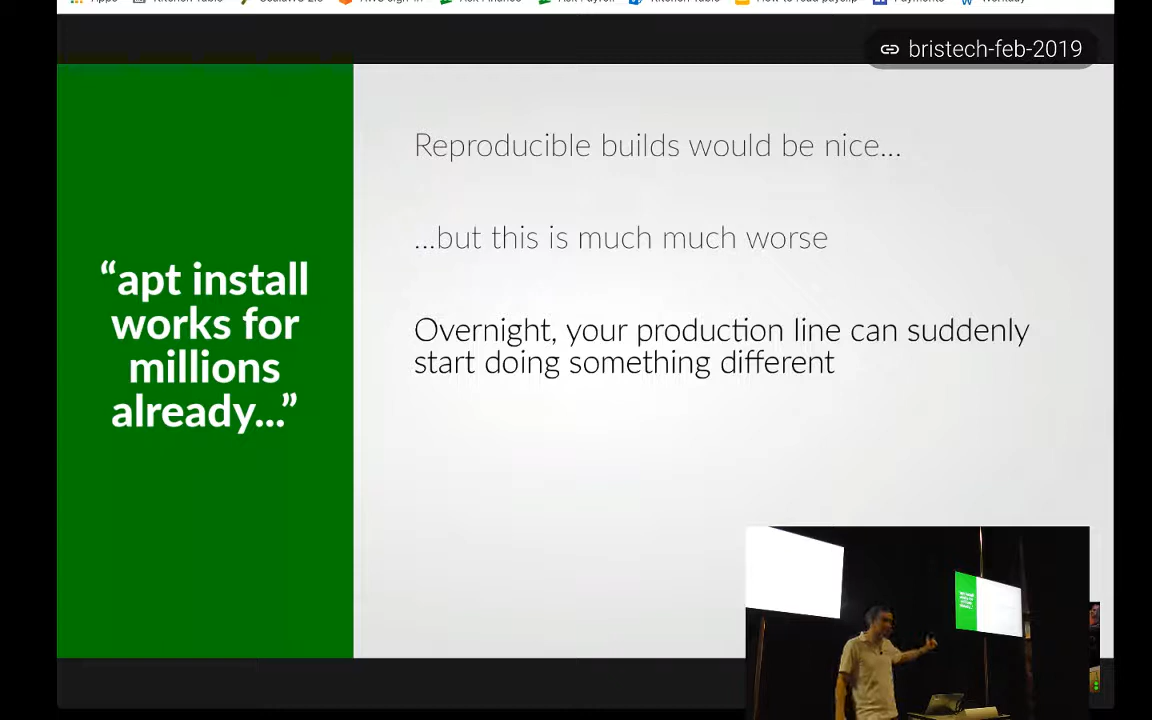 bristech-feb-2019
“apt install
works for
millions
already...”
Reproducible builds would be nice...
...but this is much much worse
Overnight, your production line can suddenly
start doing something different